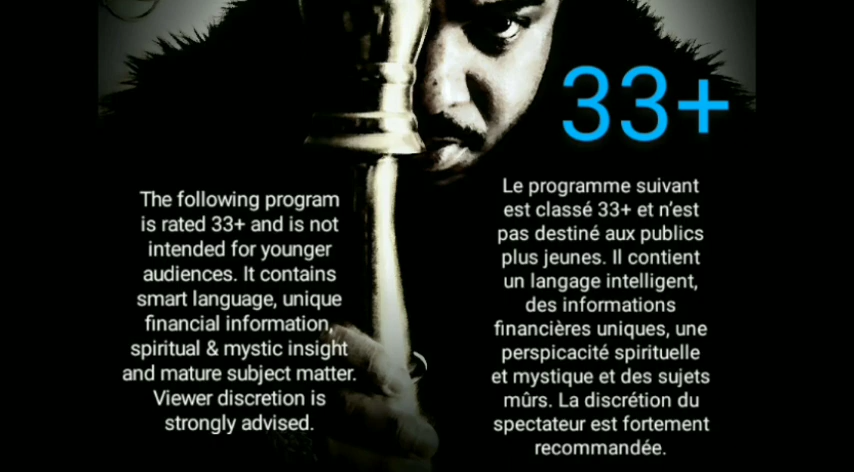 33+
The following program
is rated 33+ and is not
intended for younger
audiences. It contains
smart language, unique
financial information,
spiritual & mystic insight
and mature subject matter.
Viewer discretion is
strongly advised.
Le programme suivant
est classé 33+ et n'est
pas destiné aux publics
plus jeunes. Il contient
un langage intelligent,
des informations
financières uniques, une
perspicacité spirituelle
et mystique et des sujets
mûrs. La discrétion du
spectateur est fortement
recommandée.